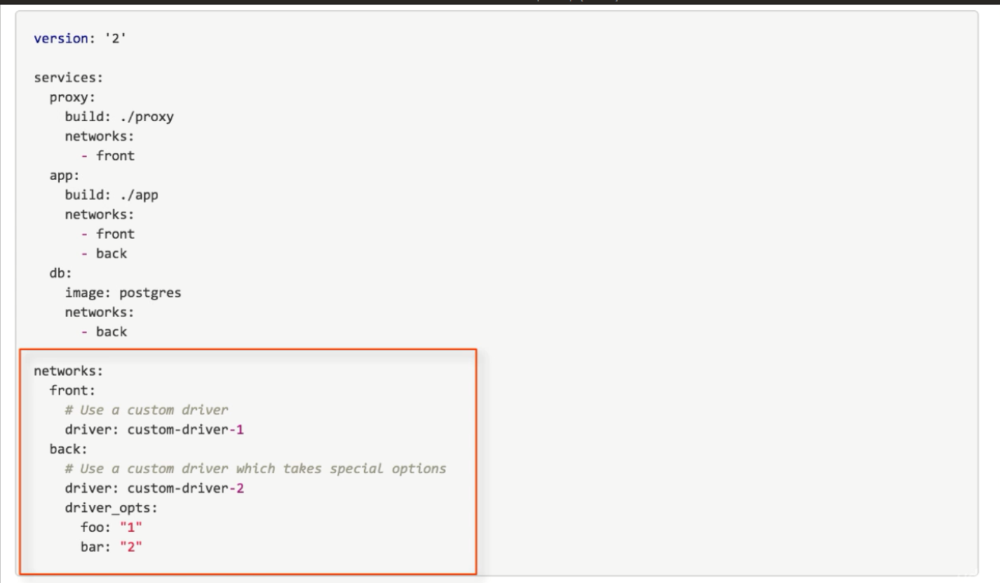 version: '2'
services:
proxy:
build: ./proxy
networks:
- front
app:
build: ./app
networks:
- front
- back
db:
image: postgres
networks:
- back
networks:
front:
# Use a custom driver
driver: custom-driver-1
back:
# Use a custom driver which takes special options
driver: custom-driver-2
driver_opts:
foo: "1"
bar: "2"